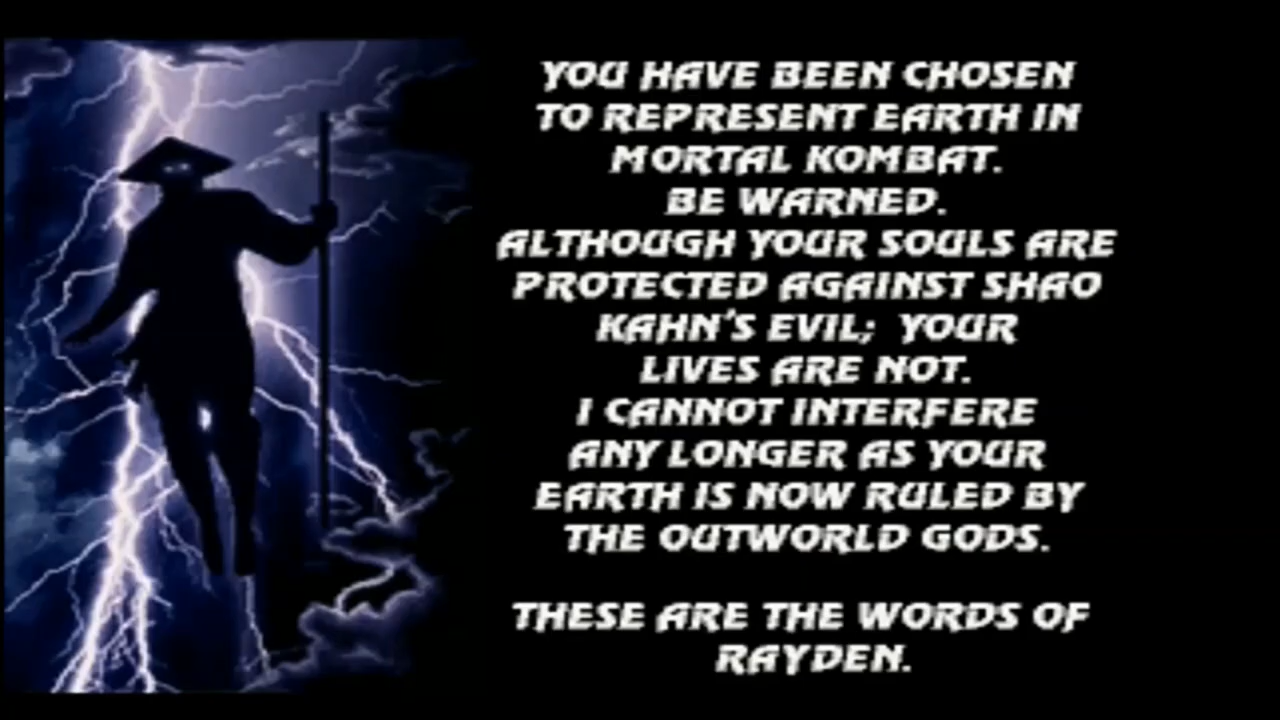 YOU HAVE BEEN CHOSEN
TO REPRESENT EARTH IN
MORTAL KOMBAT.
BE WARNED.
ALTHOUGH YOUR SOULS ARE
PROTECTED AGAINST SHAO
KAHN'S EVIL;  YOUR
LIVES ARE NOT.
I CANNOT INTERFERE
ANY LONGER AS YOUR
EARTH IS NOW RULED BY
THE OUTWORLD GODS.
THESE ARE THE WORDS OF
RAYDEN.